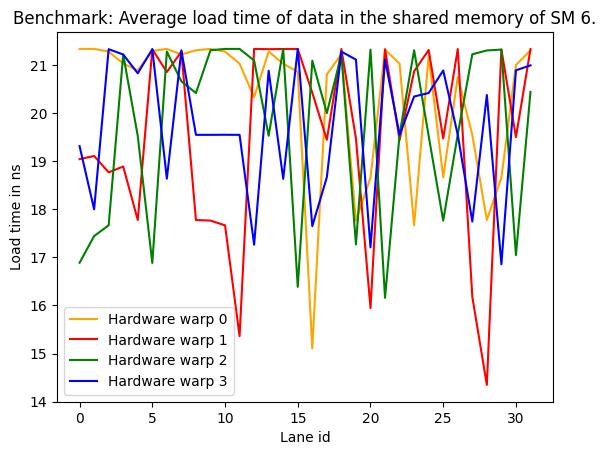 Benchmark: Average load time of data in the shared memory of SM 6.
Load time in ns
21
20
19
18
17
16
15
14
Hardware warp 0
Hardware warp 1
Hardware warp 2
Hardware warp 3
0 5 10 15 20 25 30
Lane id